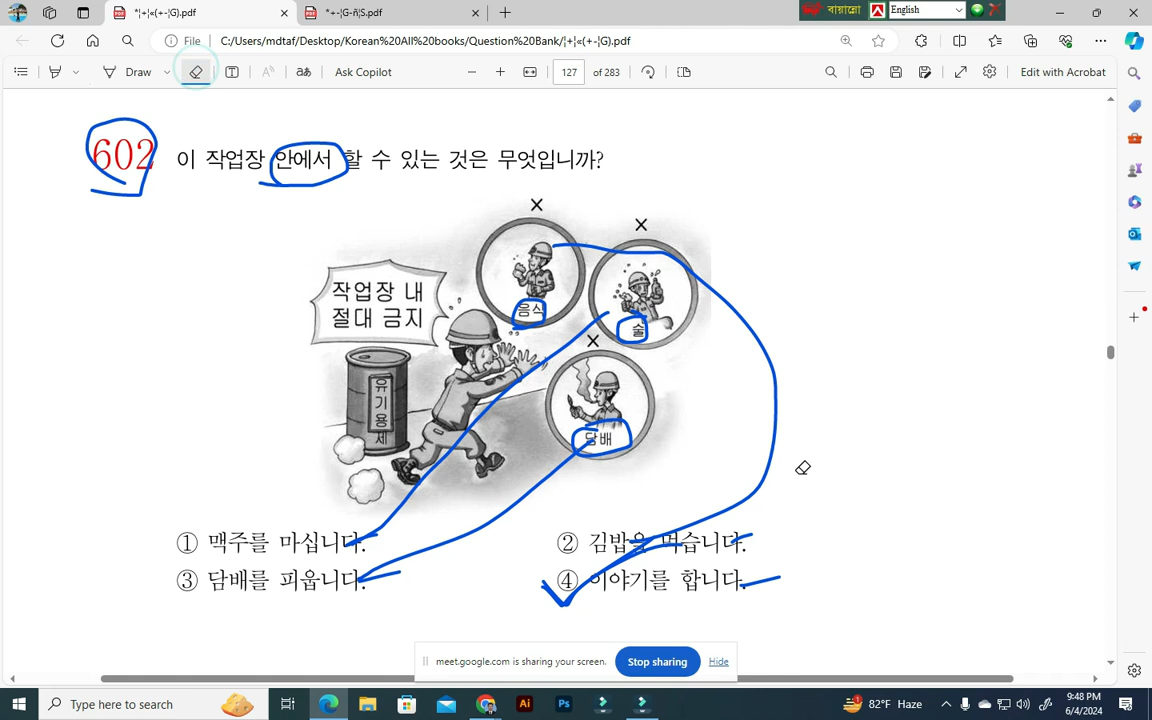 *¦+¦«(+-¦G).pdf
*+-¦G-ñ¦S.pdf
বায়ান্নো
English
File
C:/Users/mdtaf/Desktop/Korean%20All%20books/Question%20Bank/¦+¦«(+-¦G).pdf
Draw
Ask Copilot
127
of 283
Edit with Acrobat
602 이 작업장 안에서 할 수 있는 것은 무엇입니까?
작업장 내
절대 금지
유기용제
음식
술
담배
① 맥주를 마십니다.
② 김밥을 먹습니다.
③ 담배를 피웁니다.
④ 이야기를 합니다.
meet.google.com is sharing your screen.
Stop sharing
Hide
Type here to search
82°F Haze
9:48 PM
6/4/2024